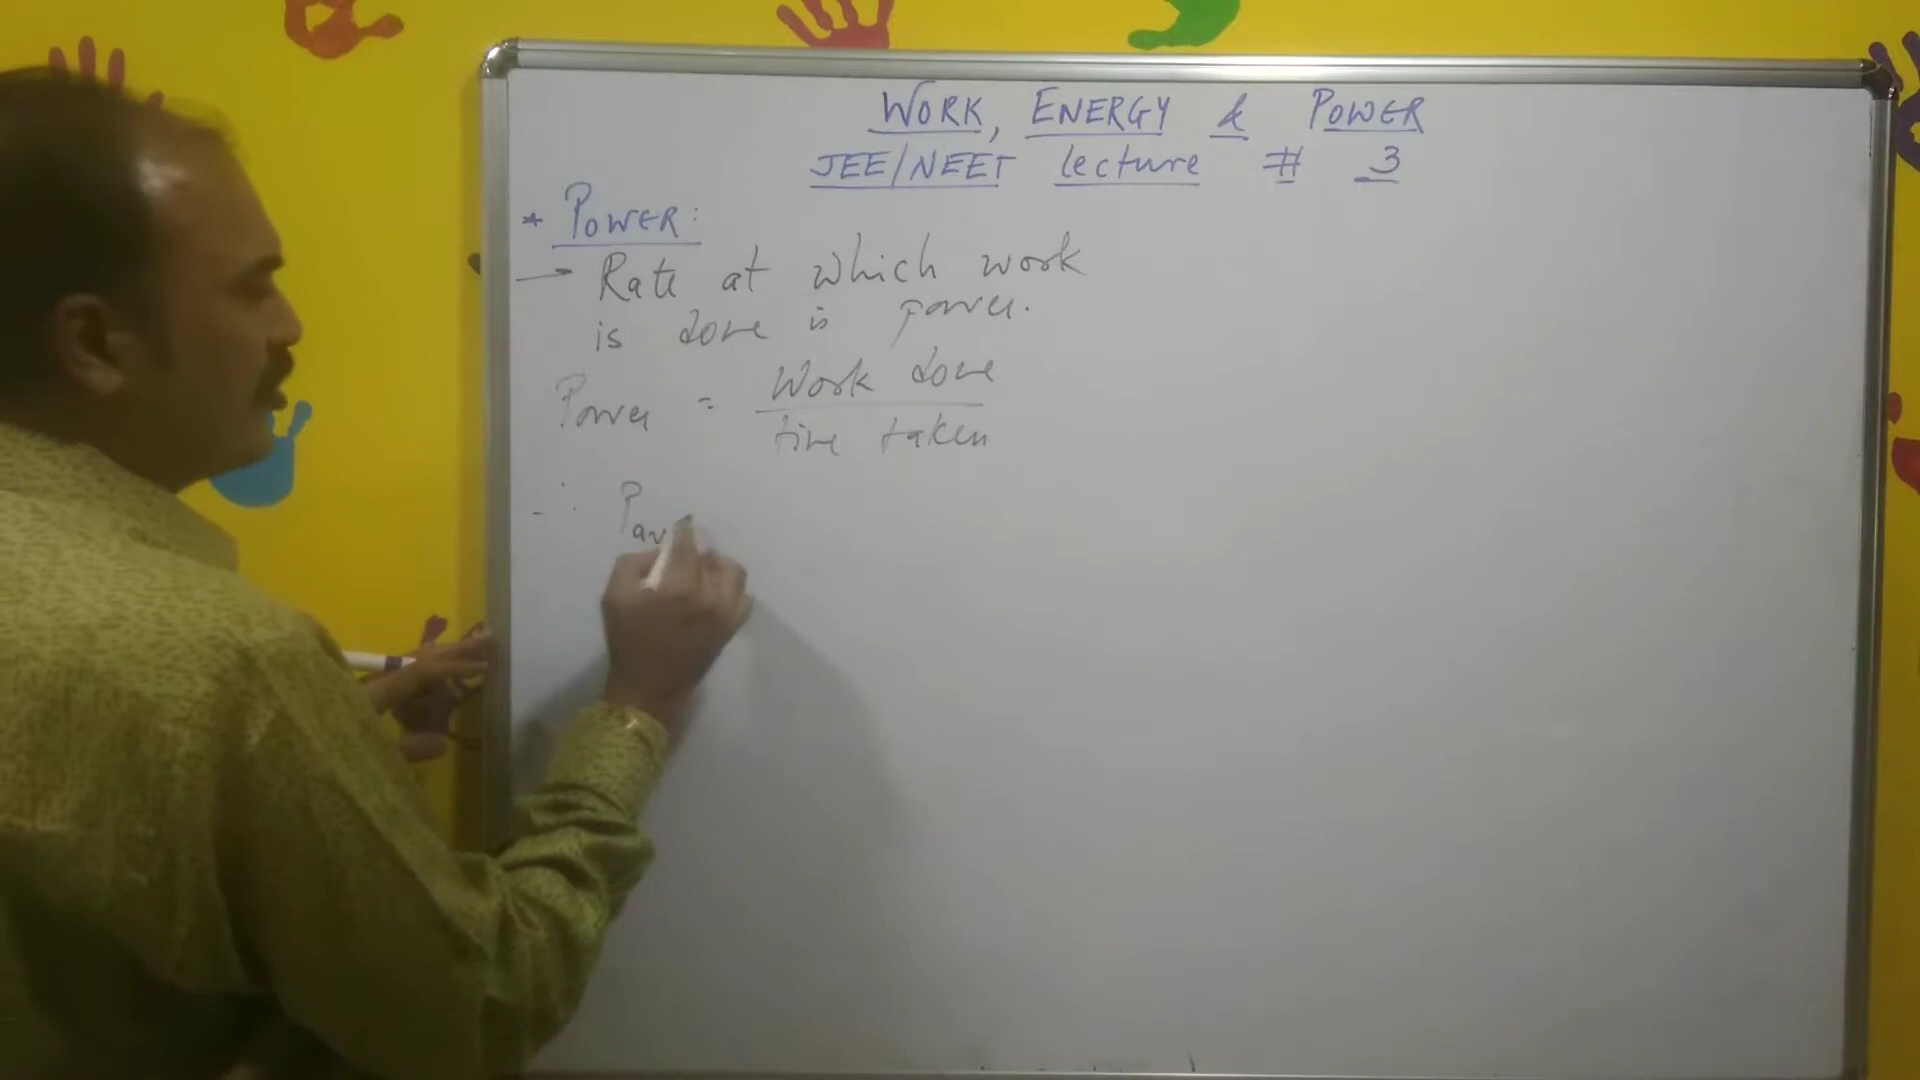 WORK, ENERGY & POWER
JEE/NEET lecture # 3
* POWER:
→ Rate at which work
is done is power.
Power = Work done
time taken
∴ Pav